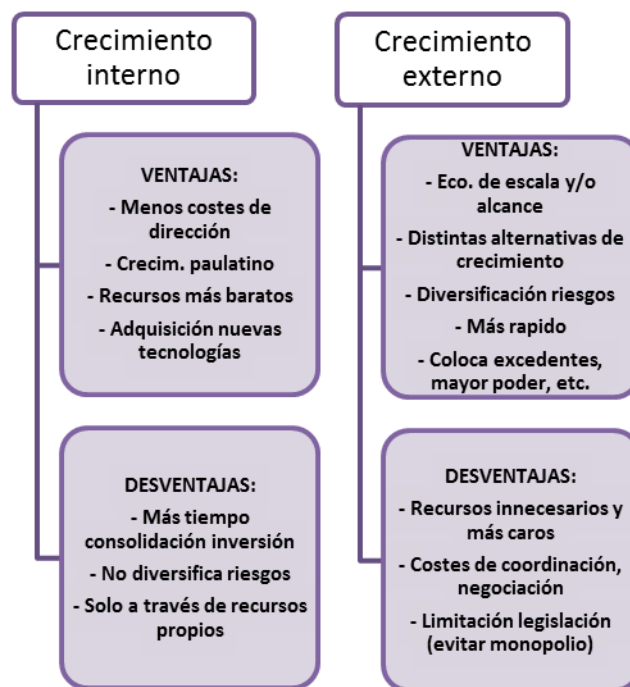 Crecimiento
interno
VENTAJAS:
- Menos costes de
dirección
- Crecim. paulatino
- Recursos más baratos
- Adquisición nuevas
tecnologías
DESVENTAJAS:
- Más tiempo
consolidación inversión
- No diversifica riesgos
- Solo a través de recursos
propios
Crecimiento
externo
VENTAJAS:
- Eco. de escala y/o
alcance
- Distintas alternativas de
crecimiento
- Diversificación riesgos
- Más rapido
- Coloca excedentes,
mayor poder, etc.
DESVENTAJAS:
- Recursos innecesarios y
más caros
- Costes de coordinación,
negociación
- Limitación legislación
(evitar monopolio)